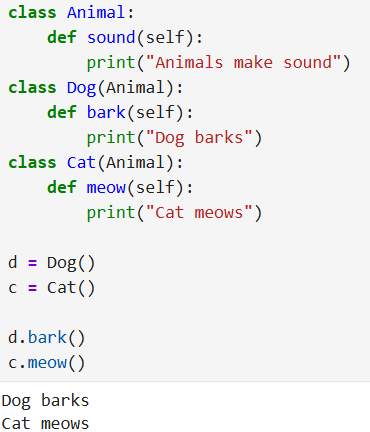 class Animal:
    def sound(self):
        print("Animals make sound")
class Dog(Animal):
    def bark(self):
        print("Dog barks")
class Cat(Animal):
    def meow(self):
        print("Cat meows")

d = Dog()
c = Cat()

d.bark()
c.meow()
Dog barks
Cat meows